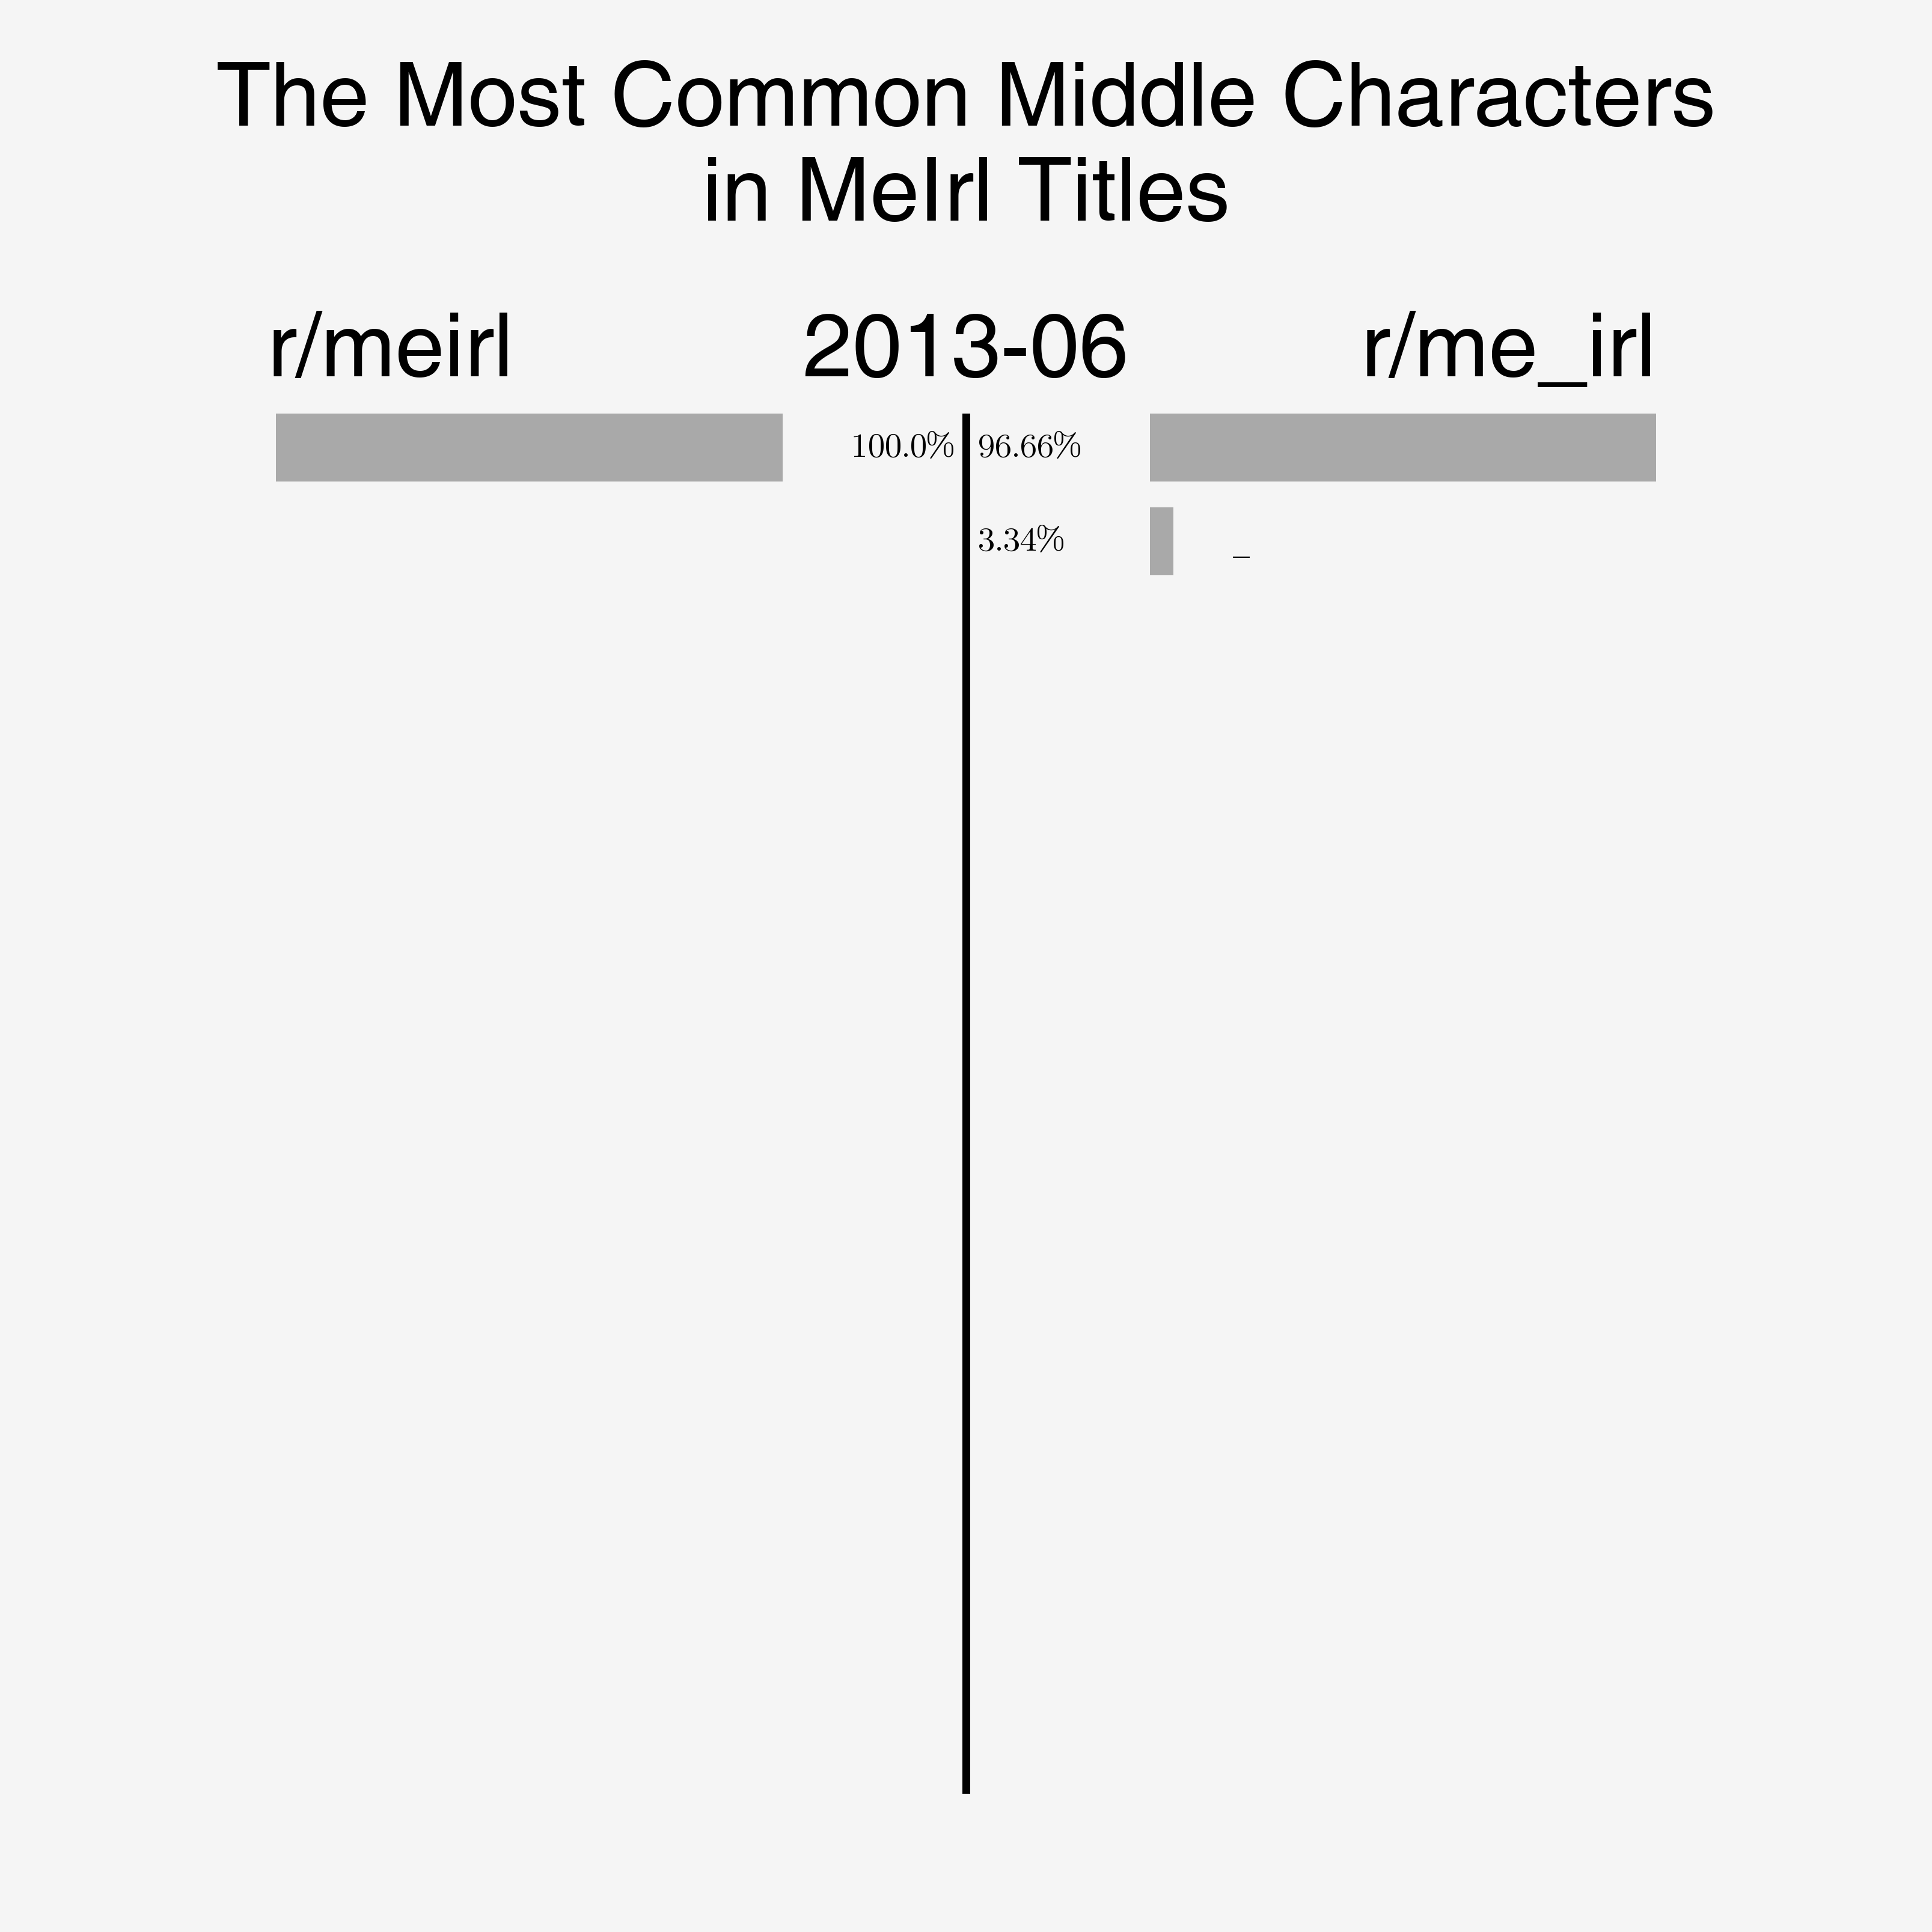 The Most Common Middle Characters
in MeIrl Titles
r/meirl 2013-06 r/me_irl
100.0% 96.66%
3.34% _